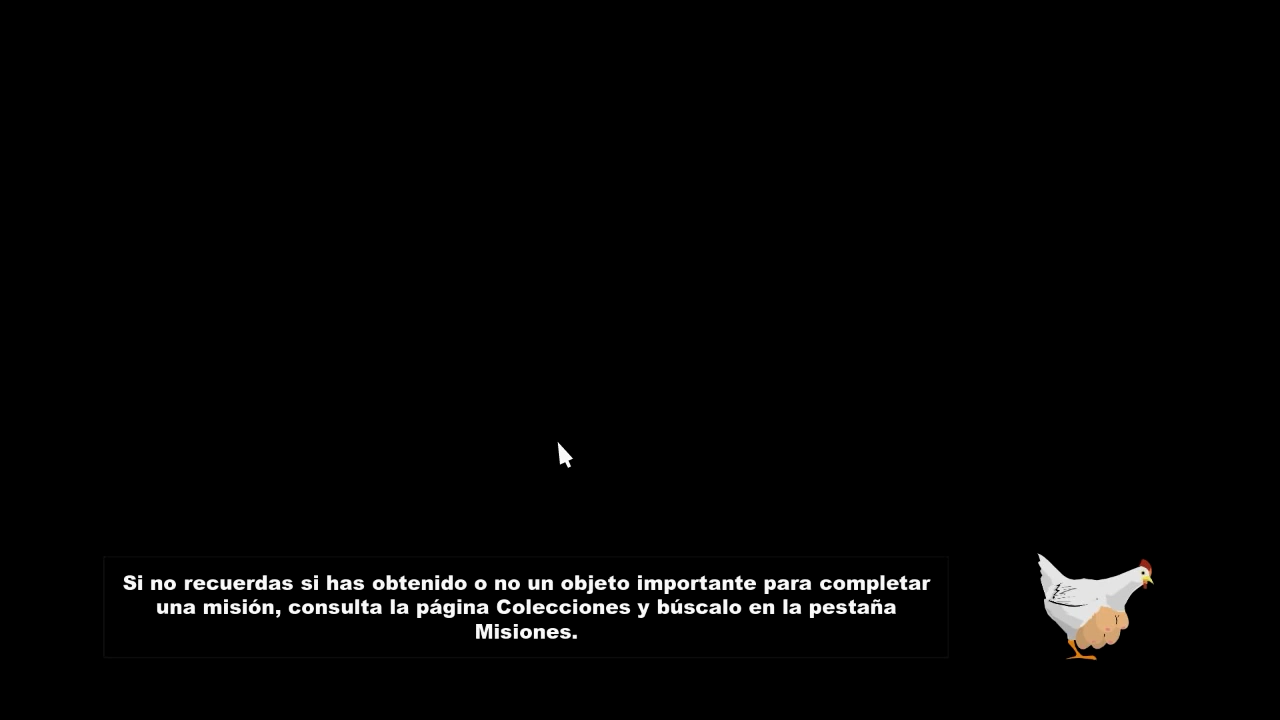 Si no recuerdas si has obtenido o no un objeto importante para completar
una misión, consulta la página Colecciones y búscalo en la pestaña
Misiones.